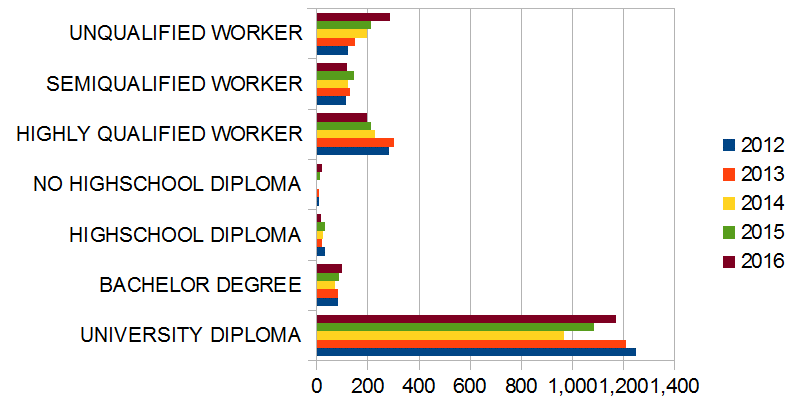 UNQUALIFIED WORKER
SEMIQUALIFIED WORKER
HIGHLY QUALIFIED WORKER
NO HIGHSCHOOL DIPLOMA
HIGHSCHOOL DIPLOMA
BACHELOR DEGREE
UNIVERSITY DIPLOMA
0 200 400 600 800 1,000 1,200 1,400
2012
2013
2014
2015
2016